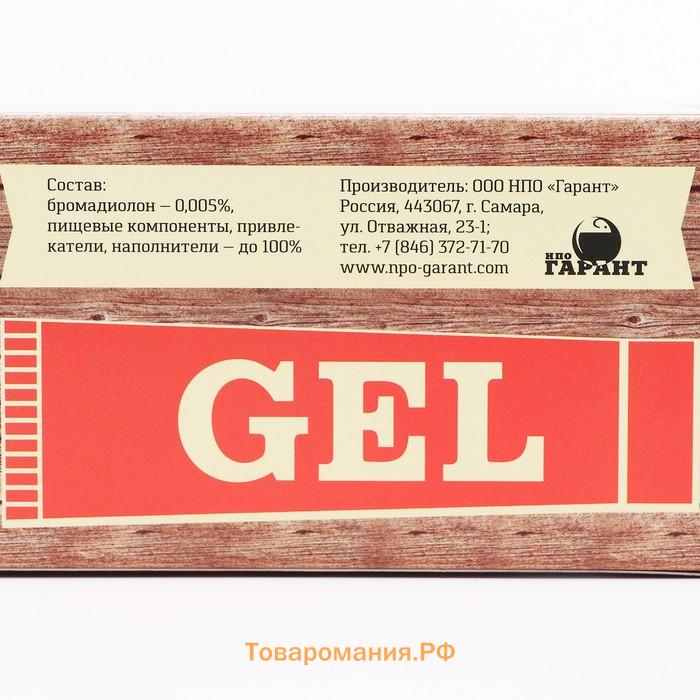 Состав:
бромадиолон — 0,005%,
пищевые компоненты, привле-
катели, наполнители — до 100%
Производитель: ООО НПО «Гарант»
Россия, 443067, г. Самара,
ул. Отважная, 23-1;
тел. +7 (846) 372-71-70
www.npo-garant.com
НПО
ГАРАНТ
GEL
Товаромания.РФ